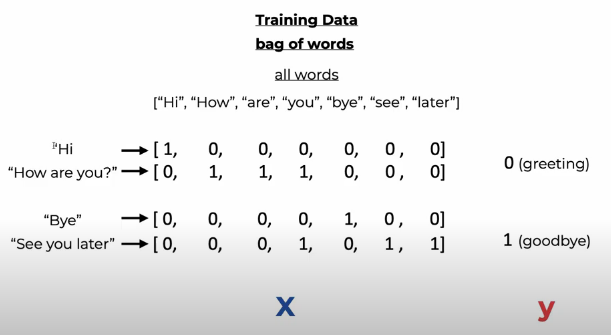 Training Data
bag of words
all words
[“Hi”, “How”, “are”, “you”, “bye”, “see”, “later”]
“Hi [ 1, 0, 0, 0, 0, 0 , 0]
“How are you?” [ 0, 1, 1, 1, 0, 0 , 0]
0 (greeting)
“Bye” [ 0, 0, 0, 0, 1, 0 , 0]
“See you later” [ 0, 0, 0, 1, 0, 1 , 1]
1 (goodbye)
X y